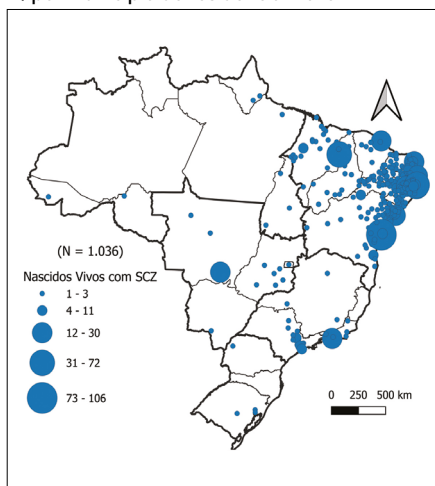 (N = 1.036)
Nascidos Vivos com SCZ
1 - 3
4 - 11
12 - 30
31 - 72
73 - 106
0 250 500 km